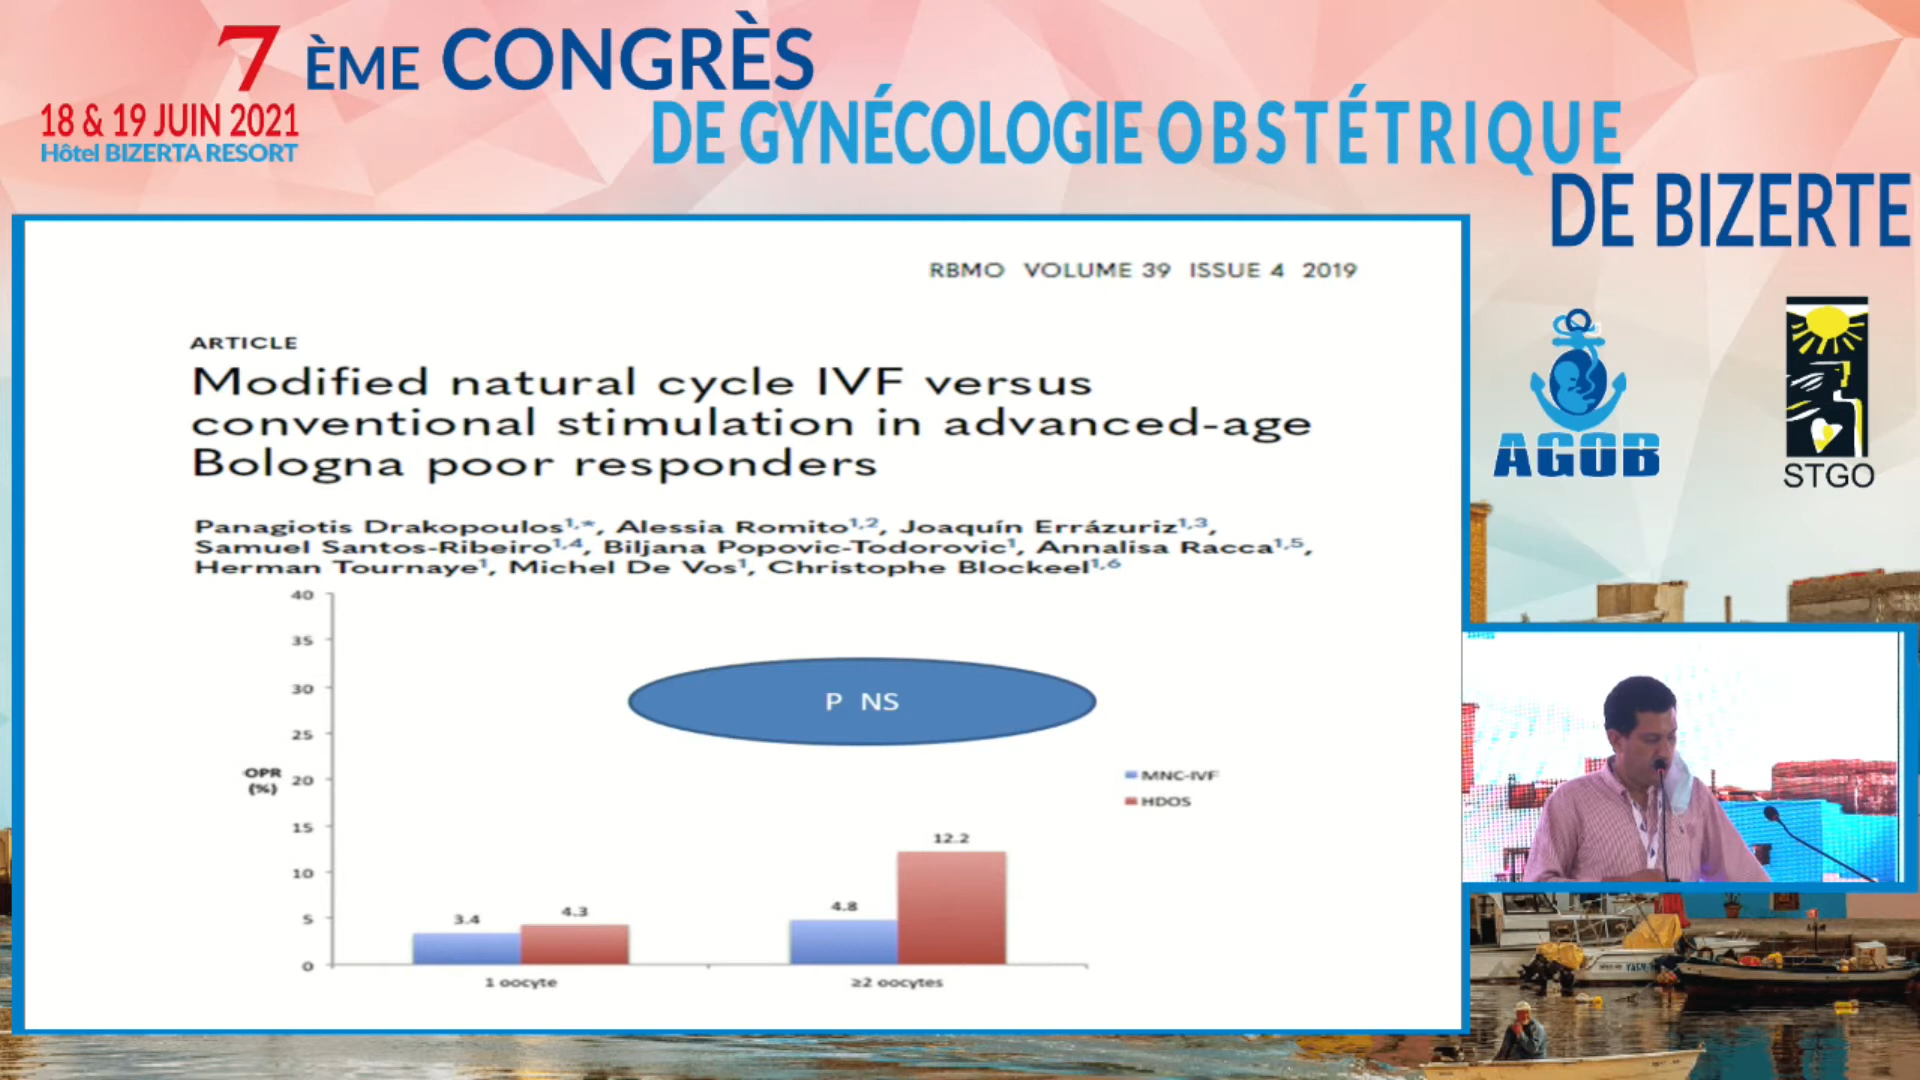 7 ÈME CONGRÈS
18 & 19 JUIN 2021
Hôtel BIZERTA RESORT
DE GYNÉCOLOGIE OBSTÉTRIQUE
DE BIZERTE
RBMO VOLUME 39 ISSUE 4 2019
ARTICLE
Modified natural cycle IVF versus
conventional stimulation in advanced-age
Bologna poor responders
Panagiotis Drakopoulos1,*, Alessia Romito1,2, Joaquín Errázuriz1,3,
Samuel Santos-Ribeiro1,4, Biljana Popovic-Todorovic1, Annalisa Racca1,5,
Herman Tournaye1, Michel De Vos1, Christophe Blockeel1,6
40
35
30
25
20
15
10
5
0
OPR
(%)
P NS
MNC-IVF
HDOS
3.4
4.3
4.8
12.2
1 oocyte
≥2 oocytes
AGOB
STGO